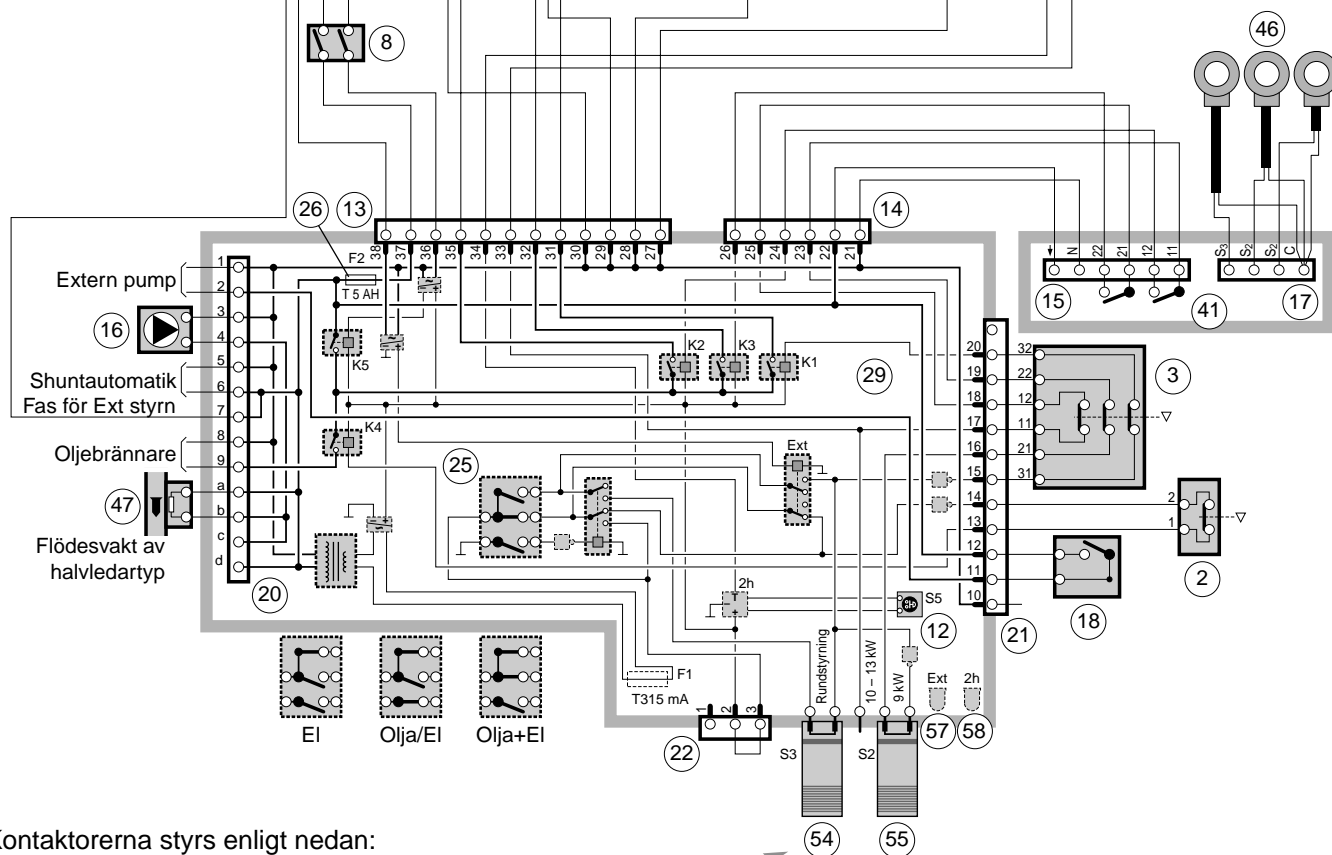 8
46
26
13
14
38
37
36
35
34
33
32
31
30
29
28
27
26
25
24
23
22
21
S3
S2
S2
C
N
22
21
12
11
15
41
17
1
2
3
4
5
6
7
8
9
a
b
c
d
Extern pump
16
Shuntautomatik
Fas för Ext styrn
Oljebrännare
47
Flödesvakt av
halvledartyp
20
F2
T 5 AH
K5
K4
K2
K3
K1
29
25
Ext
20
19
18
17
16
15
14
13
12
11
10
32
22
12
11
21
31
3
2
1
2
18
21
2h
S5
12
Rundstyrning
10 – 13 kW
9 kW
Ext
2h
57
58
F1
T315 mA
1
2
3
22
S3
S2
54
55
El
Olja/El
Olja+El
Kontaktorerna styrs enligt nedan: